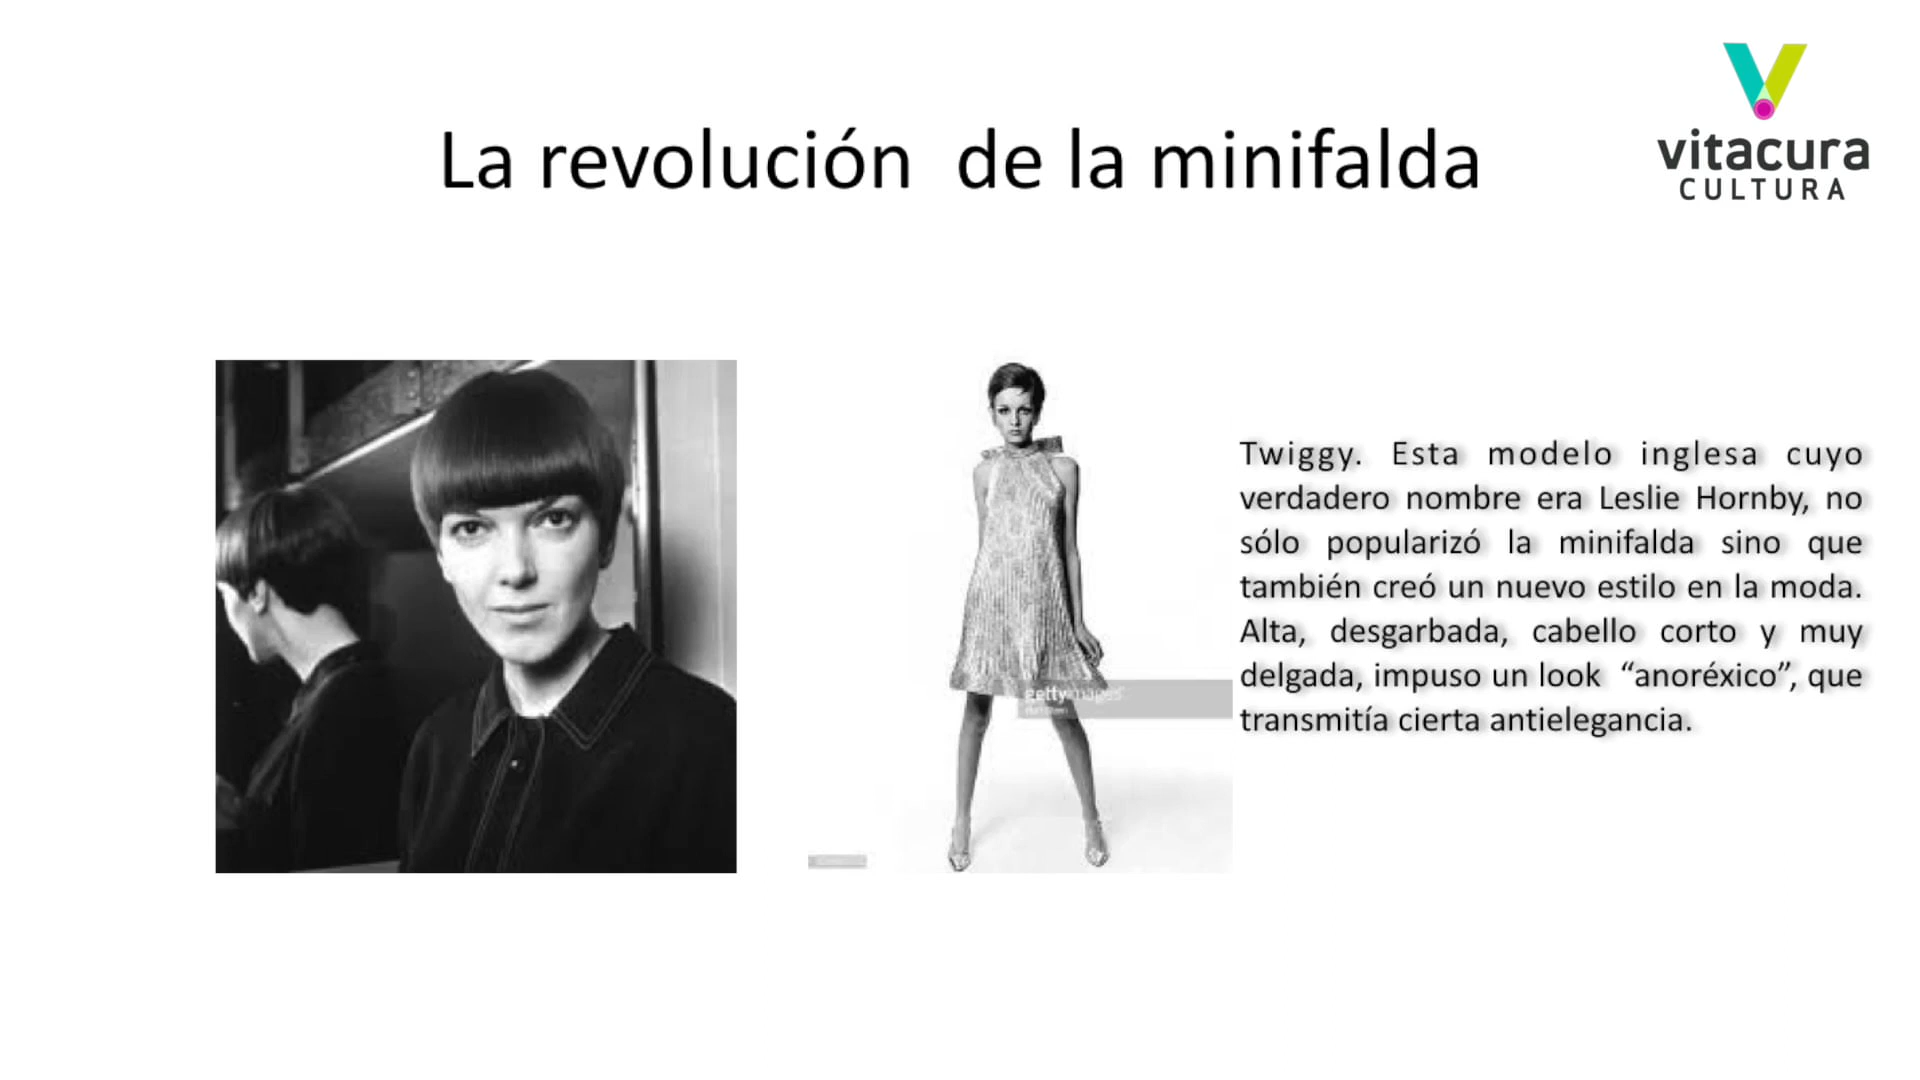 vitacura
CULTURA
La revolución  de la minifalda
Twiggy. Esta modelo inglesa cuyo
verdadero nombre era Leslie Hornby, no
sólo popularizó la minifalda sino que
también creó un nuevo estilo en la moda.
Alta, desgarbada, cabello corto y muy
delgada, impuso un look  “anoréxico”, que
transmitía cierta antielegancia.
gettyimages